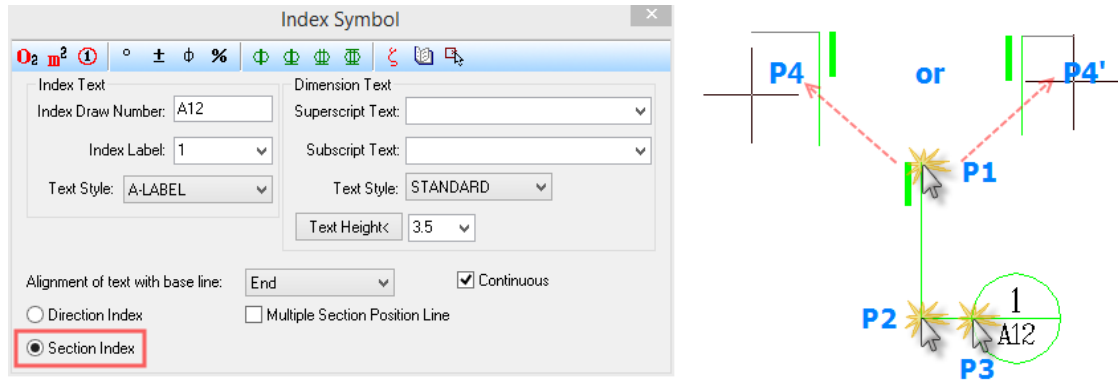 Index Symbol
×
O₂ m² ① ° ± ϕ %
Index Text
Index Draw Number: A12
Index Label: 1
Text Style: A-LABEL
Dimension Text
Superscript Text:
Subscript Text:
Text Style: STANDARD
Text Height< 3.5
Alignment of text with base line: End
Continuous
Direction Index
Multiple Section Position Line
Section Index
P4 or P4'
P1
1
P2
A12
P3